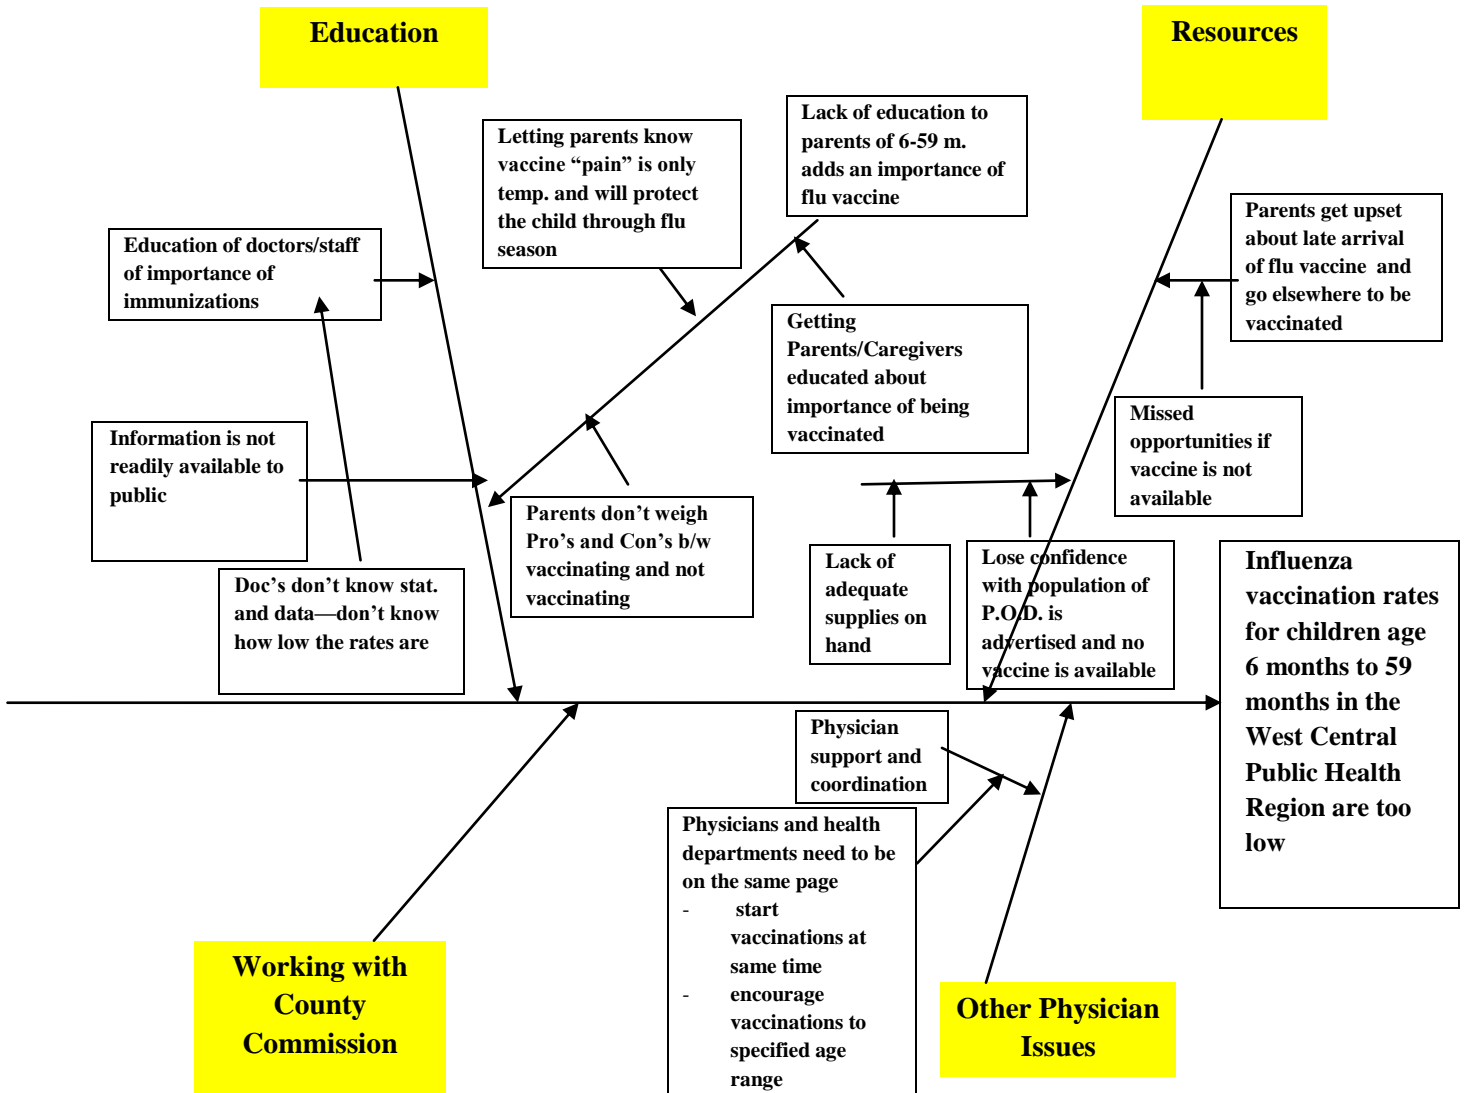 Education
Resources
Letting parents know
vaccine “pain” is only
temp. and will protect
the child through flu
season
Lack of education to
parents of 6-59 m.
adds an importance of
flu vaccine
Parents get upset
about late arrival
of flu vaccine and
go elsewhere to be
vaccinated
Education of doctors/staff
of importance of
immunizations
Getting
Parents/Caregivers
educated about
importance of being
vaccinated
Missed
opportunities if
vaccine is not
available
Information is not
readily available to
public
Parents don’t weigh
Pro’s and Con’s b/w
vaccinating and not
vaccinating
Lack of
adequate
supplies on
hand
Lose confidence
with population of
P.O.D. is
advertised and no
vaccine is available
Doc’s don’t know stat.
and data—don’t know
how low the rates are
Influenza
vaccination rates
for children age
6 months to 59
months in the
West Central
Public Health
Region are too
low
Physician
support and
coordination
Physicians and health
departments need to be
on the same page
- start
vaccinations at
same time
- encourage
vaccinations to
specified age
range
Working with
County
Commission
Other Physician
Issues